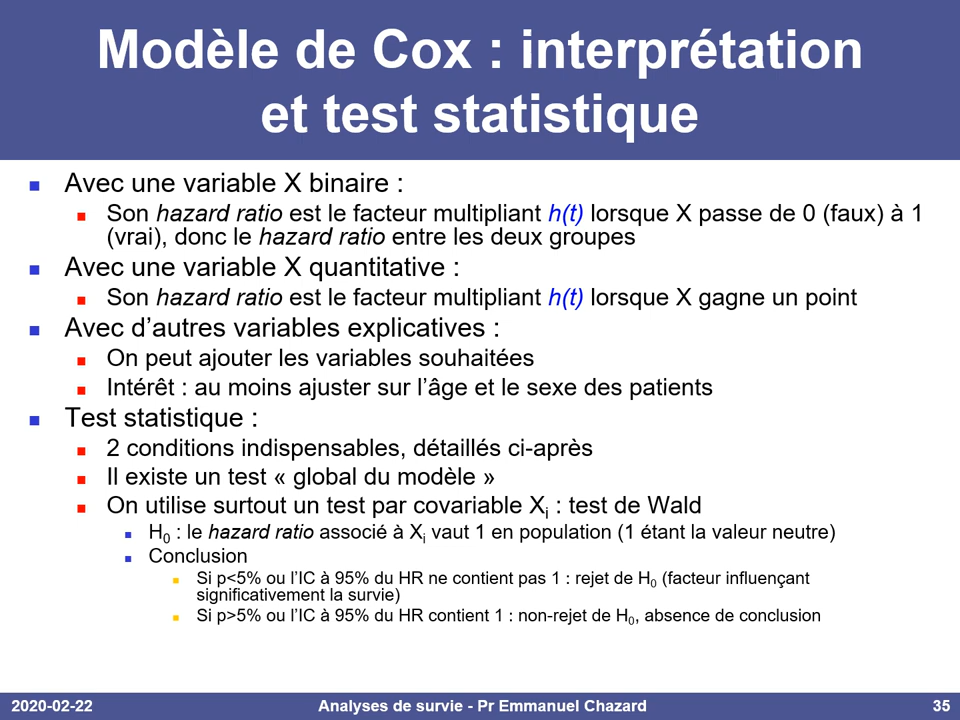 Modèle de Cox : interprétation
et test statistique
Avec une variable X binaire :
Son hazard ratio est le facteur multipliant h(t) lorsque X passe de 0 (faux) à 1
(vrai), donc le hazard ratio entre les deux groupes
Avec une variable X quantitative :
Son hazard ratio est le facteur multipliant h(t) lorsque X gagne un point
Avec d’autres variables explicatives :
On peut ajouter les variables souhaitées
Intérêt : au moins ajuster sur l’âge et le sexe des patients
Test statistique :
2 conditions indispensables, détaillés ci-après
Il existe un test « global du modèle »
On utilise surtout un test par covariable Xi : test de Wald
H0 : le hazard ratio associé à Xi vaut 1 en population (1 étant la valeur neutre)
Conclusion
Si p<5% ou l’IC à 95% du HR ne contient pas 1 : rejet de H0 (facteur influençant
significativement la survie)
Si p>5% ou l’IC à 95% du HR contient 1 : non-rejet de H0, absence de conclusion
2020-02-22 Analyses de survie - Pr Emmanuel Chazard 35